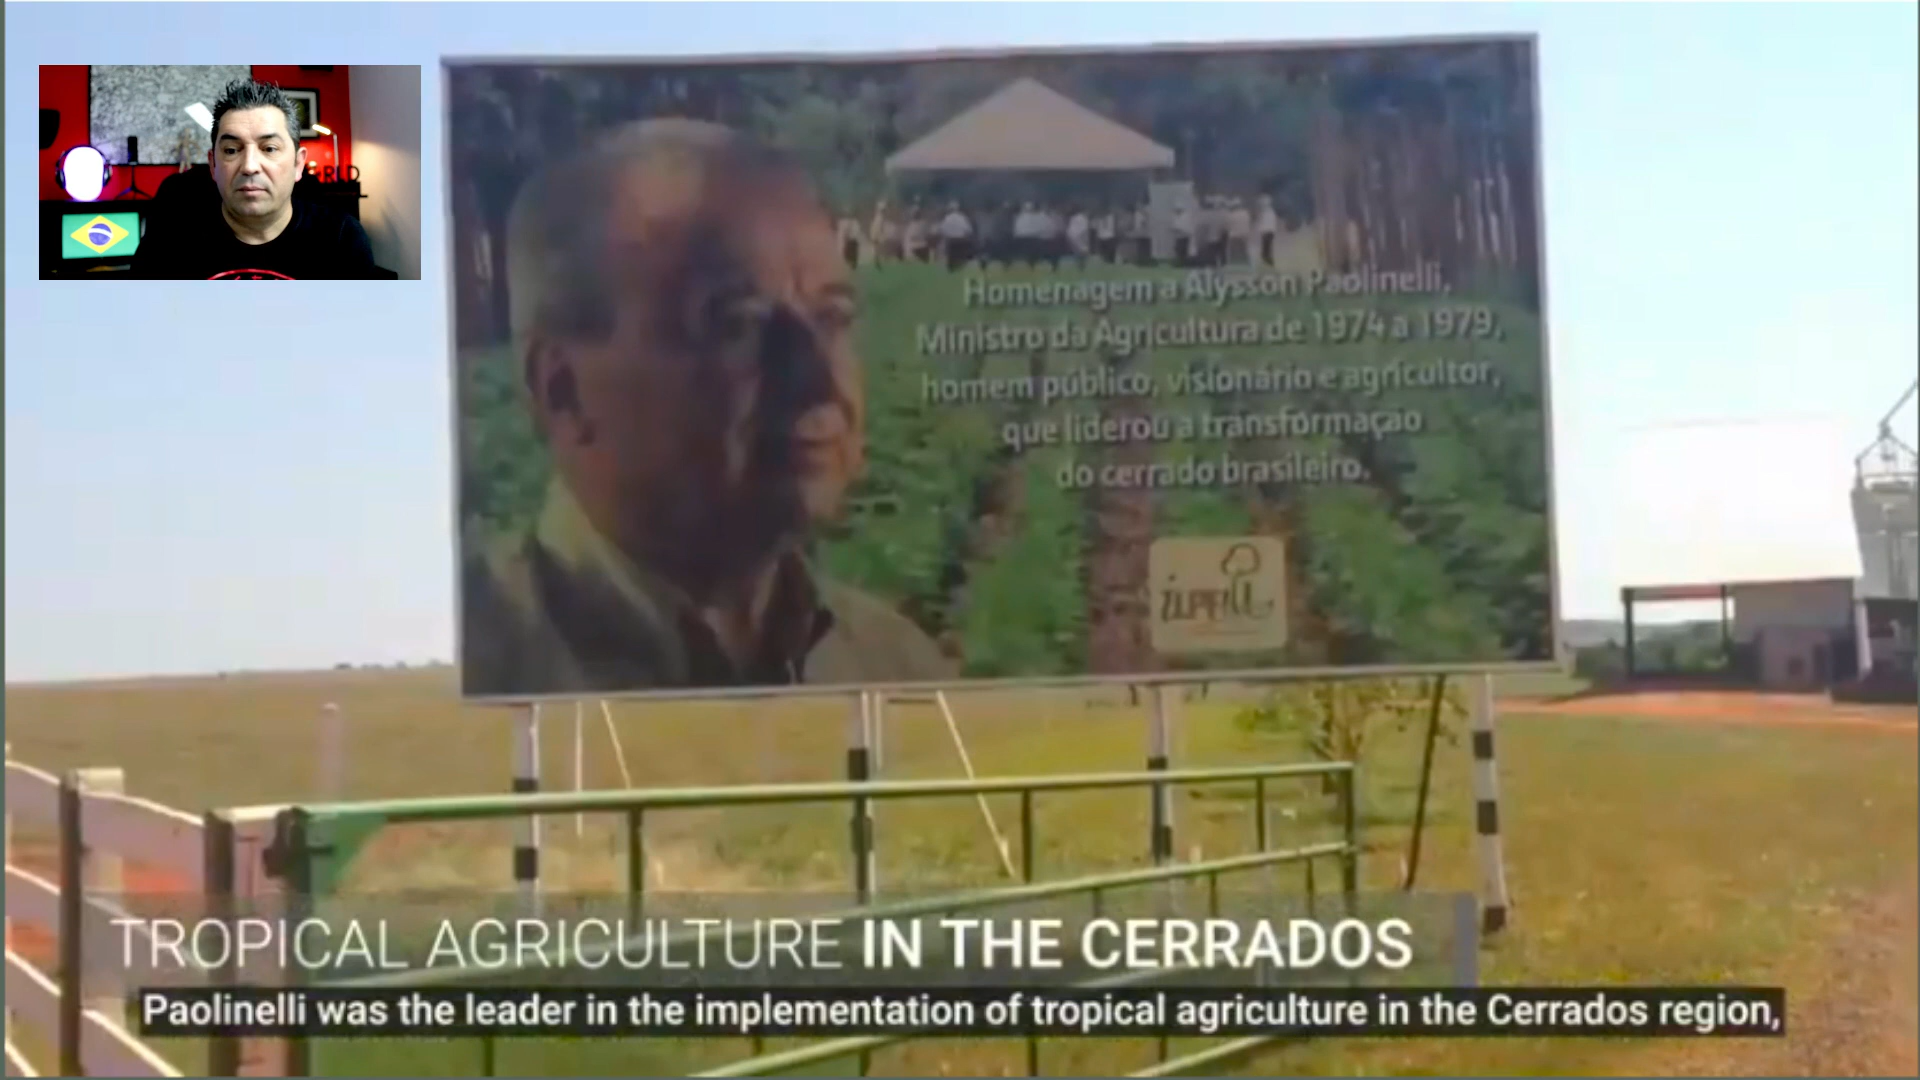 Homenagem a Alysson Paolinelli,
Ministro da Agricultura de 1974 a 1979,
homem público, visionário e agricultor,
que liderou a transformação
do cerrado brasileiro.
TROPICAL AGRICULTURE IN THE CERRADOS
Paolinelli was the leader in the implementation of tropical agriculture in the Cerrados region,